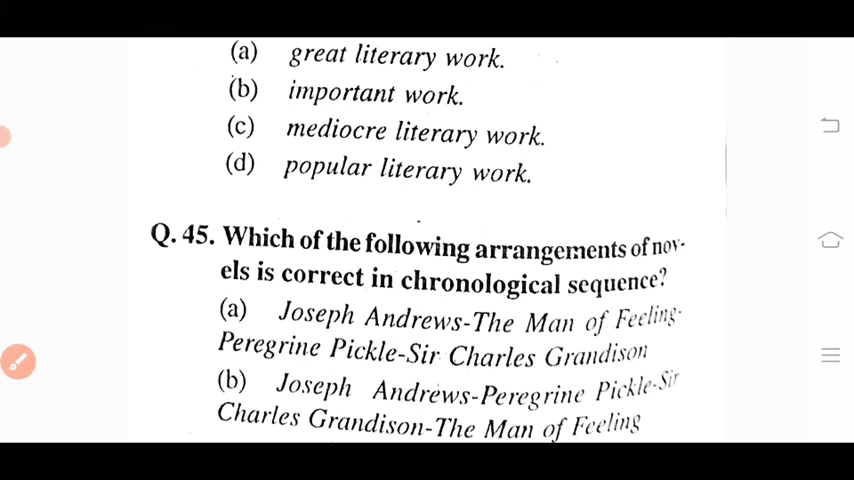 (a) great literary work.
(b) important work.
(c) mediocre literary work.
(d) popular literary work.
Q. 45. Which of the following arrangements of nov-
els is correct in chronological sequence?
(a) Joseph Andrews-The Man of Feeling-
Peregrine Pickle-Sir Charles Grandison
(b) Joseph Andrews-Peregrine Pickle-Sir
Charles Grandison-The Man of Feeling